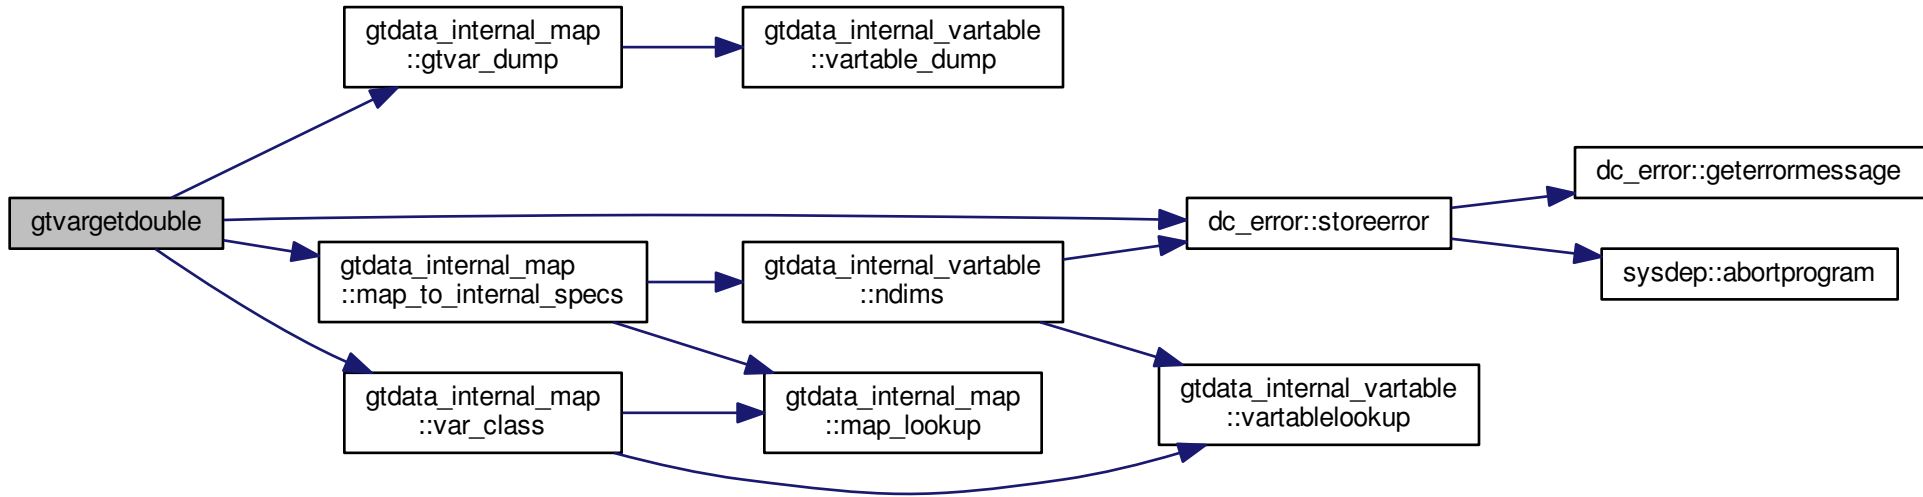 gtdata_internal_map
::gtvar_dump
gtdata_internal_vartable
::vartable_dump
dc_error::geterrormessage
gtvargetdouble
dc_error::storeerror
gtdata_internal_map
::map_to_internal_specs
gtdata_internal_vartable
::ndims
sysdep::abortprogram
gtdata_internal_map
::var_class
gtdata_internal_map
::map_lookup
gtdata_internal_vartable
::vartablelookup